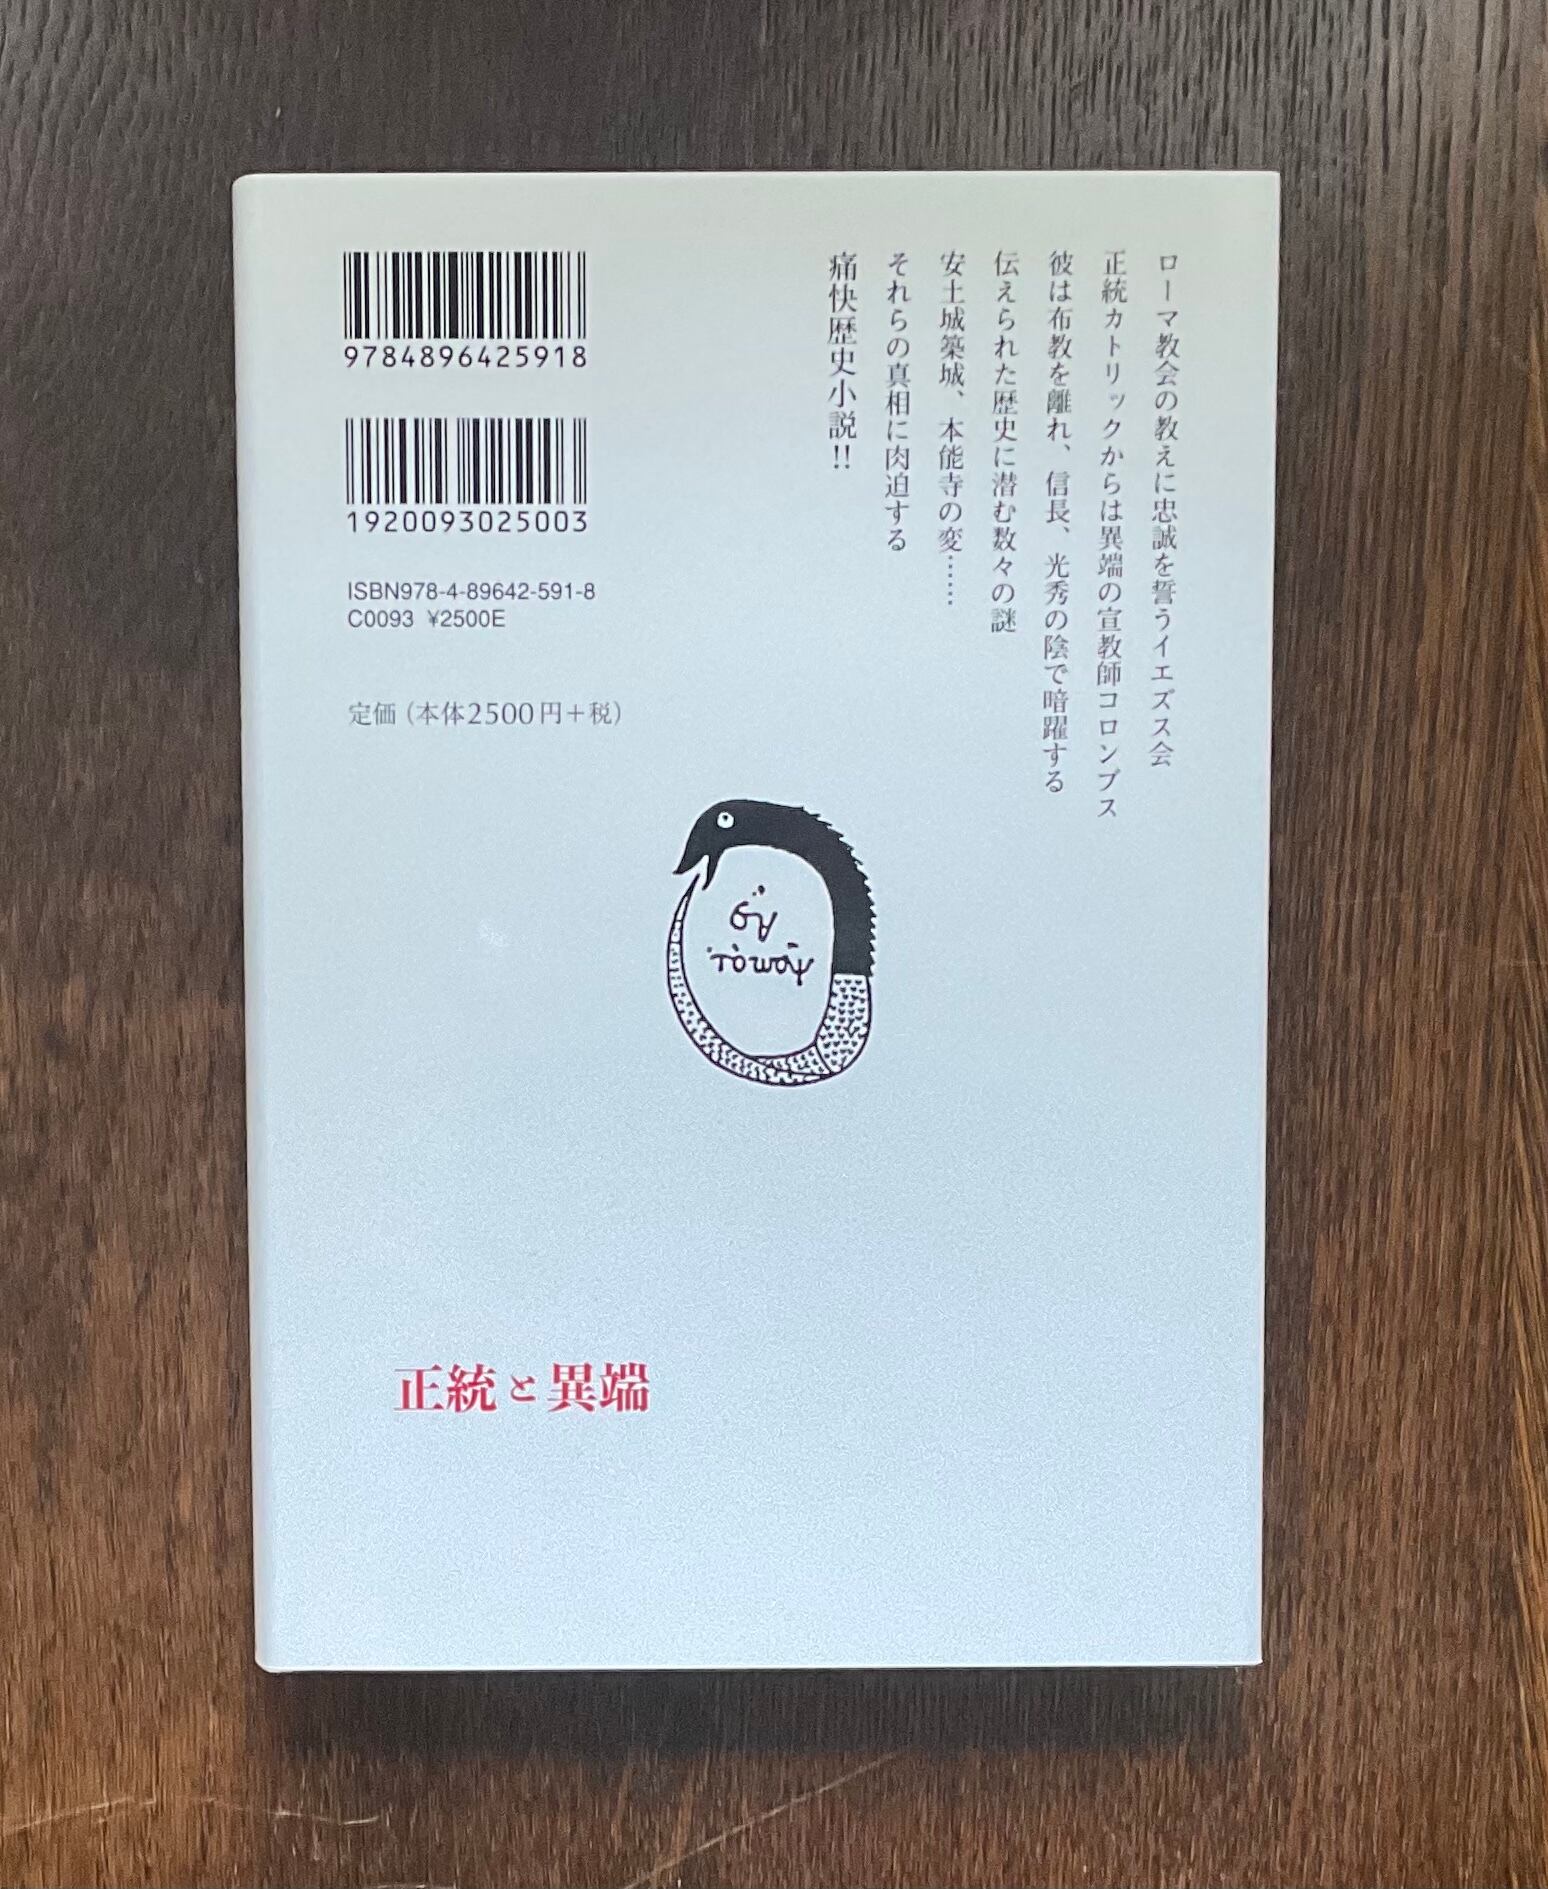 ローマ教会の教えに忠誠を誓うイエズス会
正統カトリックからは異端の宣教師コロンブス
彼は布教を離れ、信長、光秀の陰で暗躍する
伝えられた歴史に潜む数々の謎
安土城築城、本能寺の変……
それらの真相に肉迫する
痛快歴史小説!!
9784896425918
1920093025003
ISBN978-4-89642-591-8
C0093 ¥2500E
定価（本体2500円＋税）
正統と異端